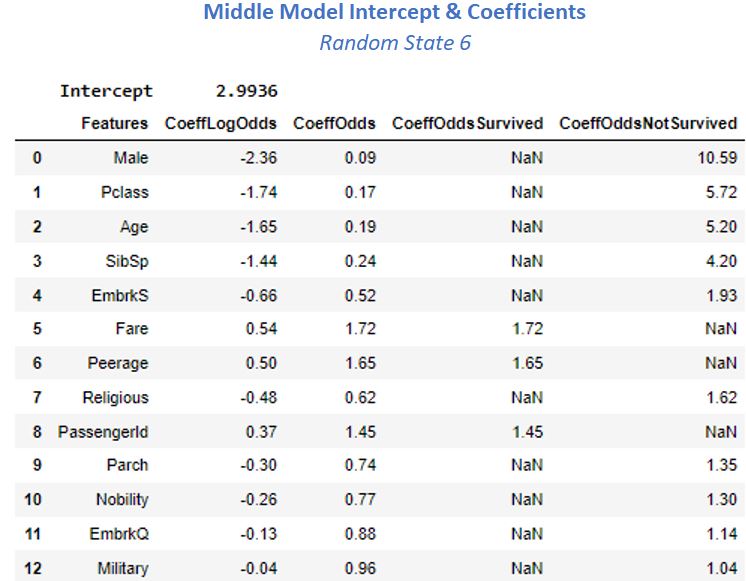 Middle Model Intercept & Coefficients
Random State 6
Intercept 2.9936
Features CoeffLogOdds CoeffOdds CoeffOddsSurvived CoeffOddsNotSurvived
0 Male -2.36 0.09 NaN 10.59
1 Pclass -1.74 0.17 NaN 5.72
2 Age -1.65 0.19 NaN 5.20
3 SibSp -1.44 0.24 NaN 4.20
4 EmbrkS -0.66 0.52 NaN 1.93
5 Fare 0.54 1.72 1.72 NaN
6 Peerage 0.50 1.65 1.65 NaN
7 Religious -0.48 0.62 NaN 1.62
8 PassengerId 0.37 1.45 1.45 NaN
9 Parch -0.30 0.74 NaN 1.35
10 Nobility -0.26 0.77 NaN 1.30
11 EmbrkQ -0.13 0.88 NaN 1.14
12 Military -0.04 0.96 NaN 1.04